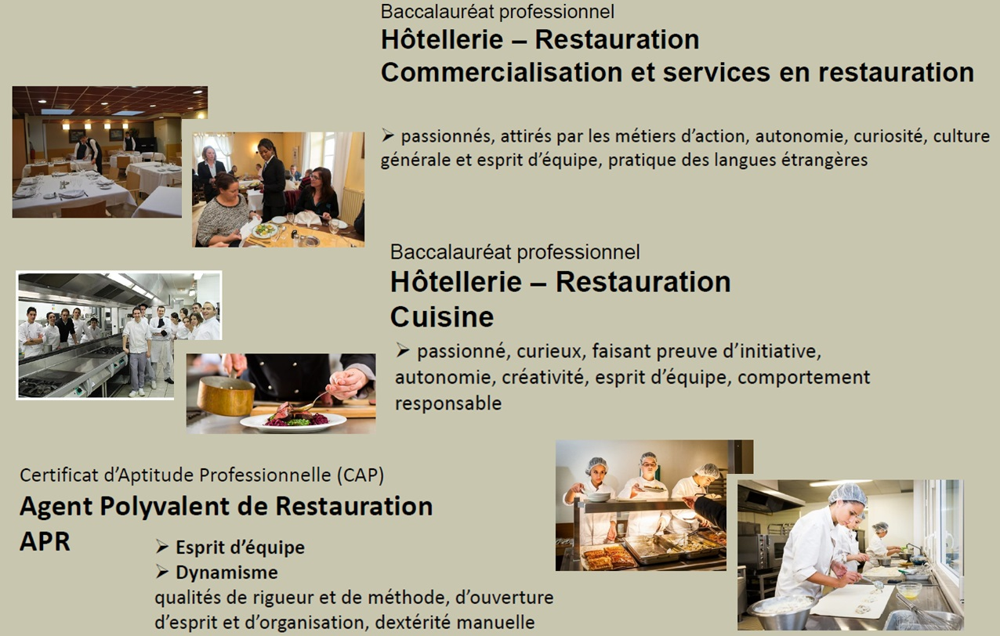 Baccalauréat professionnel
Hôtellerie – Restauration
Commercialisation et services en restauration
➢ passionnés, attirés par les métiers d’action, autonomie, curiosité, culture
générale et esprit d’équipe, pratique des langues étrangères
Baccalauréat professionnel
Hôtellerie – Restauration
Cuisine
➢ passionné, curieux, faisant preuve d’initiative,
autonomie, créativité, esprit d’équipe, comportement
responsable
Certificat d’Aptitude Professionnelle (CAP)
Agent Polyvalent de Restauration
APR
➢ Esprit d’équipe
➢ Dynamisme
qualités de rigueur et de méthode, d’ouverture
d’esprit et d’organisation, dextérité manuelle